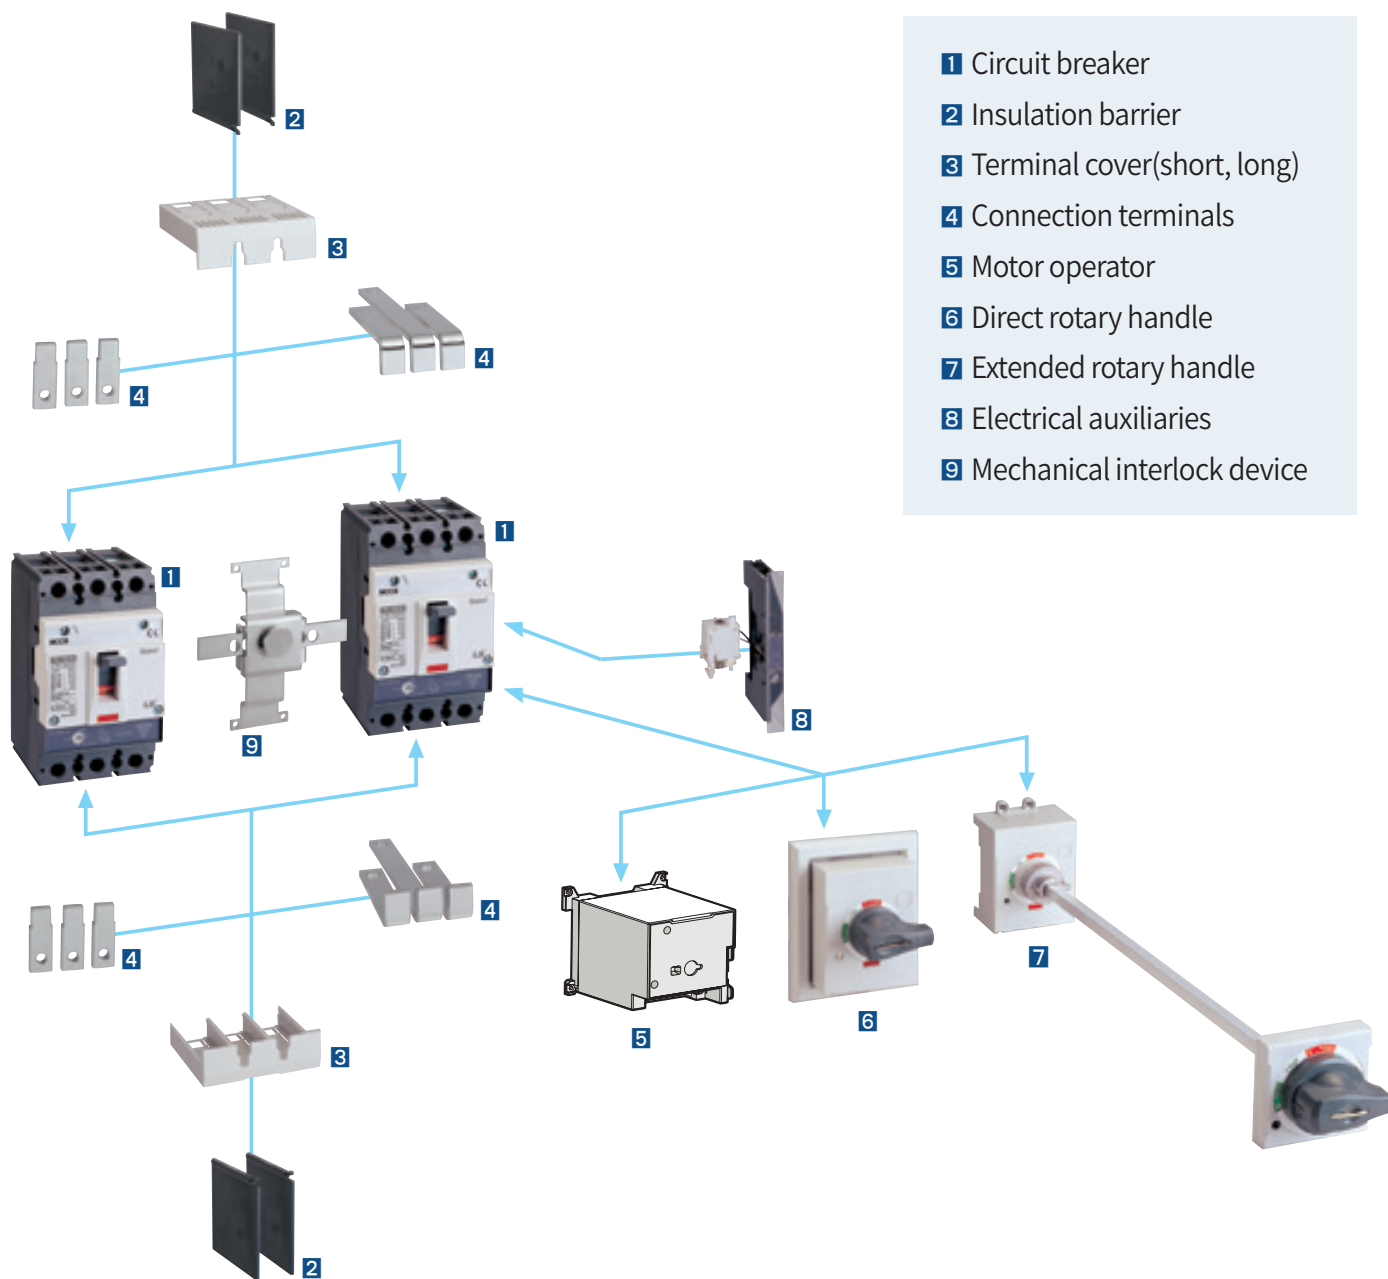 1 Circuit breaker
2 Insulation barrier
3 Terminal cover(short, long)
4 Connection terminals
5 Motor operator
6 Direct rotary handle
7 Extended rotary handle
8 Electrical auxiliaries
9 Mechanical interlock device
2
3
4
4
1
1
MCCB
MCCB
9
8
4
4
7
5
6
3
2